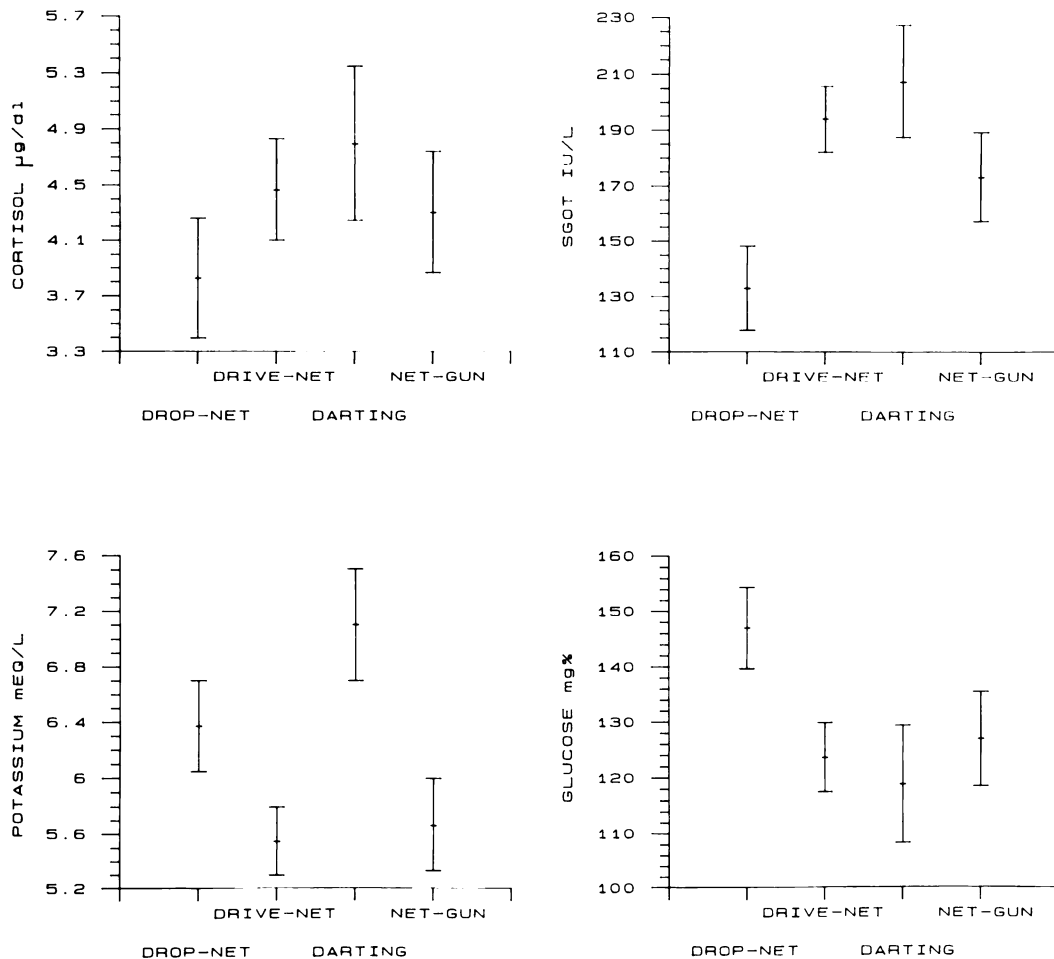 CORTISOL µg/dl
5.7
5.3
4.9
4.5
4.1
3.7
3.3
DRIVE-NET NET-GUN
DROP-NET DARTING
SGOT IU/L
230
210
190
170
150
130
110
DRIVE-NET NET-GUN
DROP-NET DARTING
POTASSIUM mEQ/L
7.6
7.2
6.8
6.4
6
5.6
5.2
DRIVE-NET NET-GUN
DROP-NET DARTING
GLUCOSE mg%
160
150
140
130
120
110
100
DRIVE-NET NET-GUN
DROP-NET DARTING